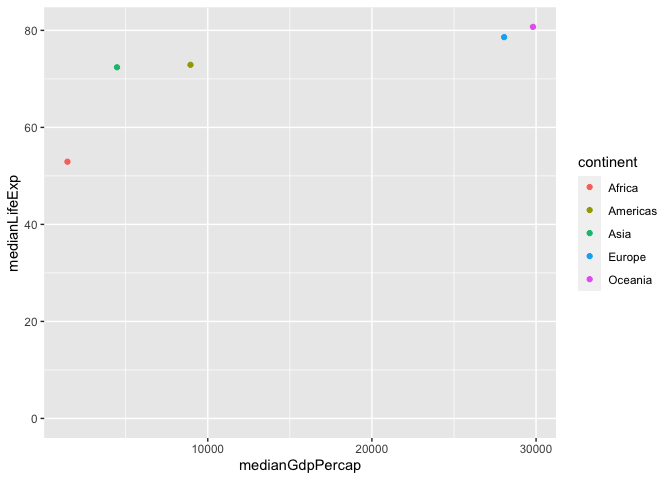 80
60
40
20
0
medianLifeExp
10000
20000
30000
medianGdpPercap
continent
Africa
Americas
Asia
Europe
Oceania